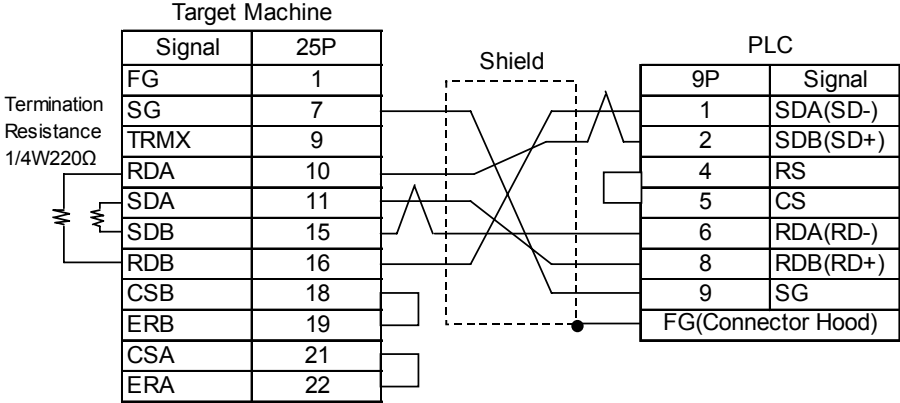 Target Machine
Signal 25P
FG 1
SG 7
TRMX 9
RDA 10
SDA 11
SDB 15
RDB 16
CSB 18
ERB 19
CSA 21
ERA 22
Termination
Resistance
1/4W220Ω
Shield
PLC
9P Signal
1 SDA(SD-)
2 SDB(SD+)
4 RS
5 CS
6 RDA(RD-)
8 RDB(RD+)
9 SG
FG(Connector Hood)